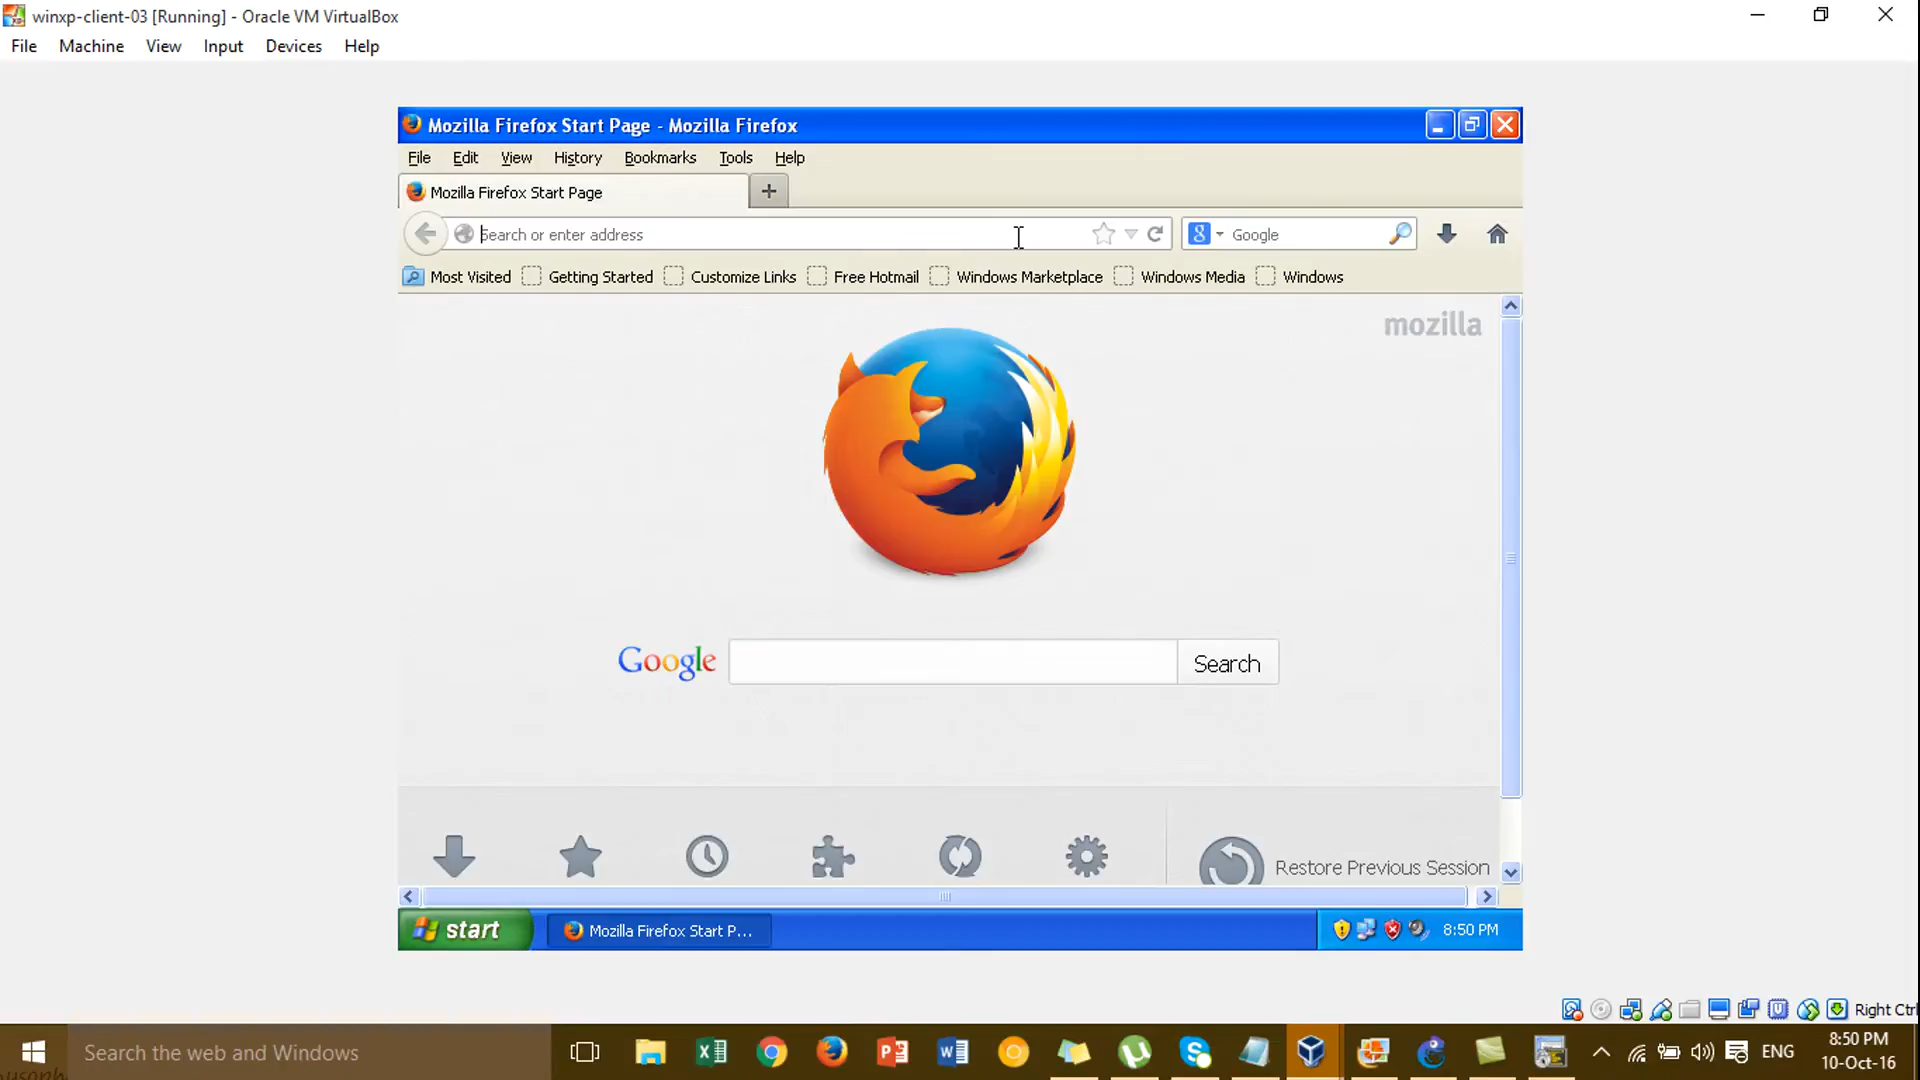 winxp-client-03 [Running] - Oracle VM VirtualBox
File Machine View Input Devices Help
Mozilla Firefox Start Page - Mozilla Firefox
File Edit View History Bookmarks Tools Help
Mozilla Firefox Start Page
Search or enter address
Google
Most Visited Getting Started Customize Links Free Hotmail Windows Marketplace Windows Media Windows
mozilla
Google Search
Restore Previous Session
start Mozilla Firefox Start P... 8:50 PM
Right Ctrl
Search the web and Windows
ENG
8:50 PM
10-Oct-16